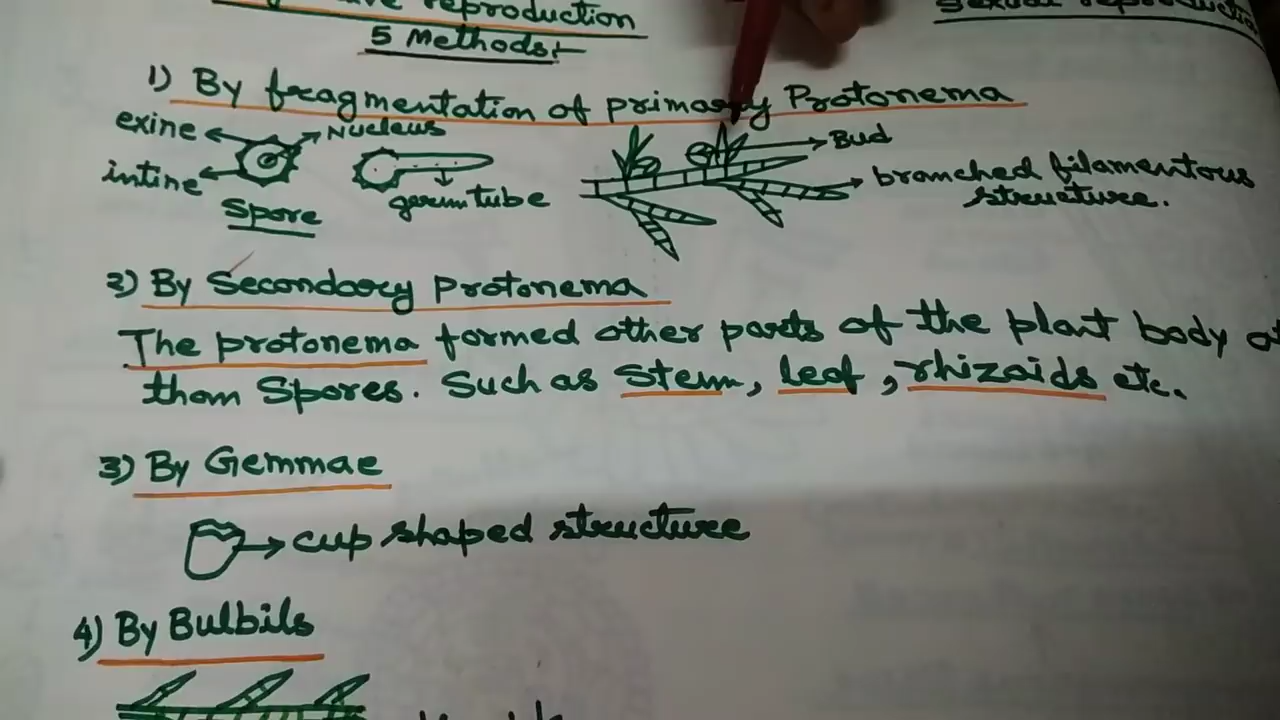 reproduction
5 Methods:-
1) By fragmentation of primary Protonema
exine
Nucleus
intine
Spore
germ tube
Bud
branched filamentous
structure.
2) By Secondary Protonema
The protonema formed other parts of the plant body
than Spores. Such as Stem, leaf, rhizoids etc.
3) By Gemmae
cup shaped structure
4) By Bulbils